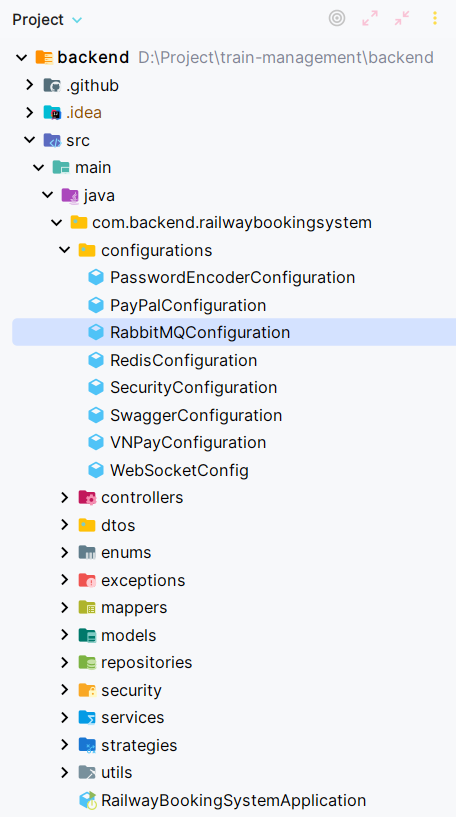 Project
backend D:\Project\train-management\backend
.github
.idea
src
main
java
com.backend.railwaybookingsystem
configurations
PasswordEncoderConfiguration
PayPalConfiguration
RabbitMQConfiguration
RedisConfiguration
SecurityConfiguration
SwaggerConfiguration
VNPayConfiguration
WebSocketConfig
controllers
dtos
enums
exceptions
mappers
models
repositories
security
services
strategies
utils
RailwayBookingSystemApplication